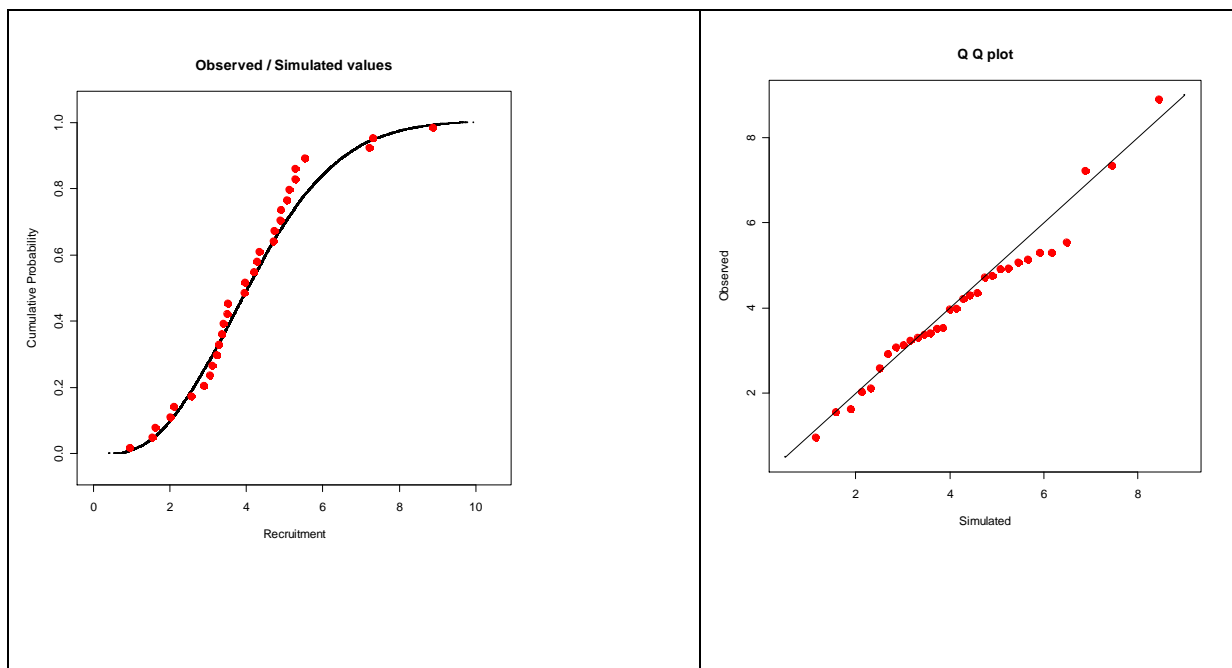 Observed / Simulated values
Cumulative Probability
1.0
0.8
0.6
0.4
0.2
0.0
0 2 4 6 8 10
Recruitment
Q Q plot
Observed
8
6
4
2
2 4 6 8
Simulated